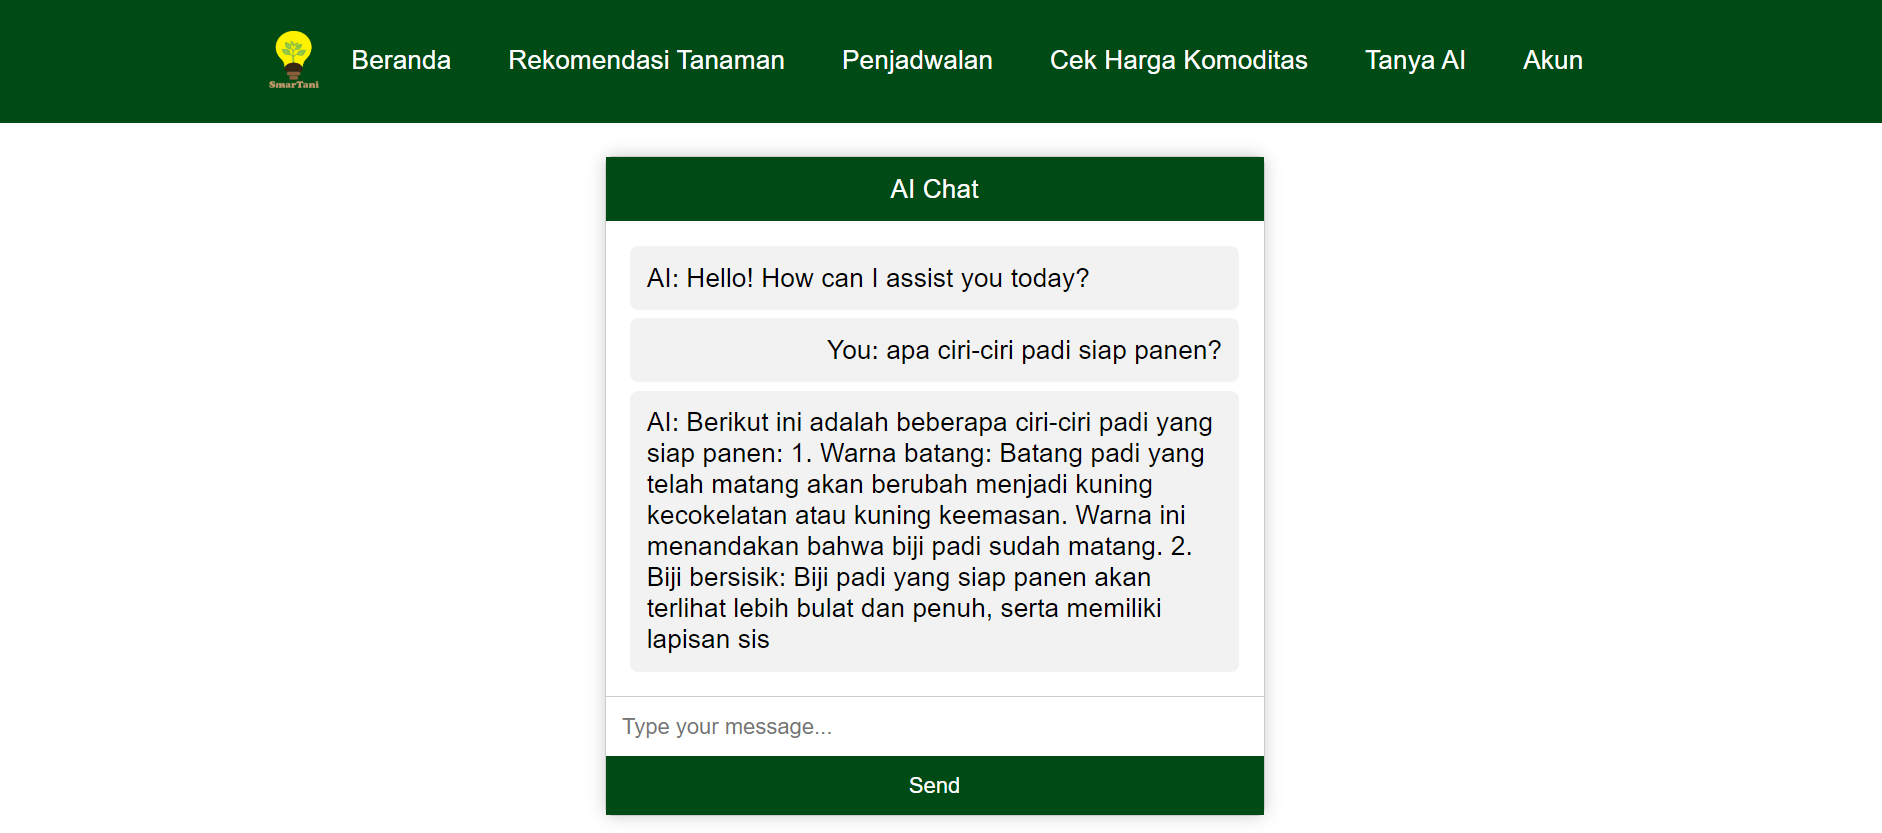 SmarTani
Beranda
Rekomendasi Tanaman
Penjadwalan
Cek Harga Komoditas
Tanya AI
Akun
AI Chat
AI: Hello! How can I assist you today?
You: apa ciri-ciri padi siap panen?
AI: Berikut ini adalah beberapa ciri-ciri padi yang
siap panen: 1. Warna batang: Batang padi yang
telah matang akan berubah menjadi kuning
kecokelatan atau kuning keemasan. Warna ini
menandakan bahwa biji padi sudah matang. 2.
Biji bersisik: Biji padi yang siap panen akan
terlihat lebih bulat dan penuh, serta memiliki
lapisan sis
Type your message...
Send